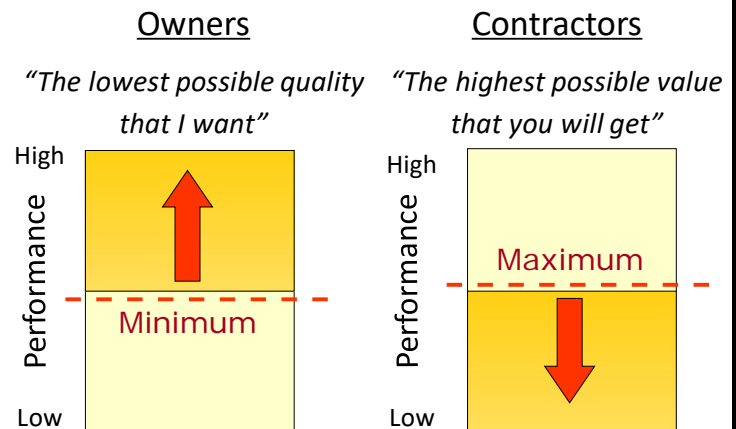 Owners
“The lowest possible quality
that I want”
High
Performance
Minimum
Low
Contractors
“The highest possible value
that you will get”
High
Performance
Maximum
Low